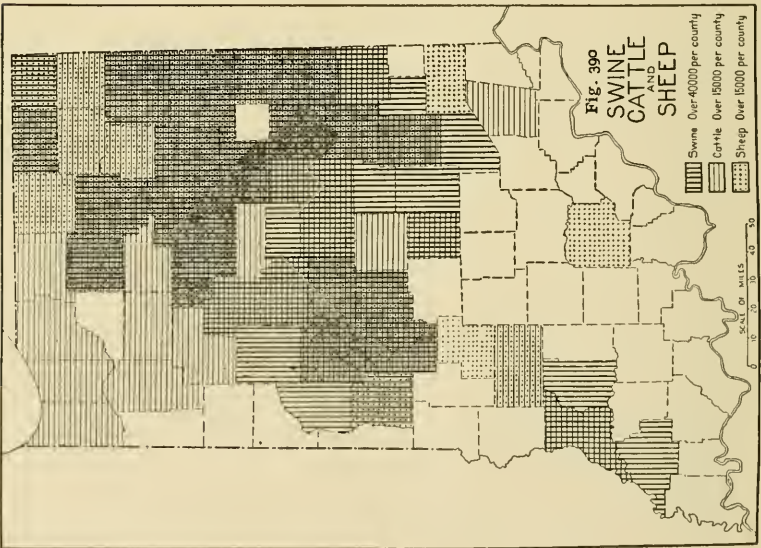 Fig. 390
SWINE
CATTLE
AND
SHEEP
Swine Over 40000 per county
Cattle Over 15000 per county
Sheep Over 15000 per county
SCALE OF MILES
0 10 20 30 40 50